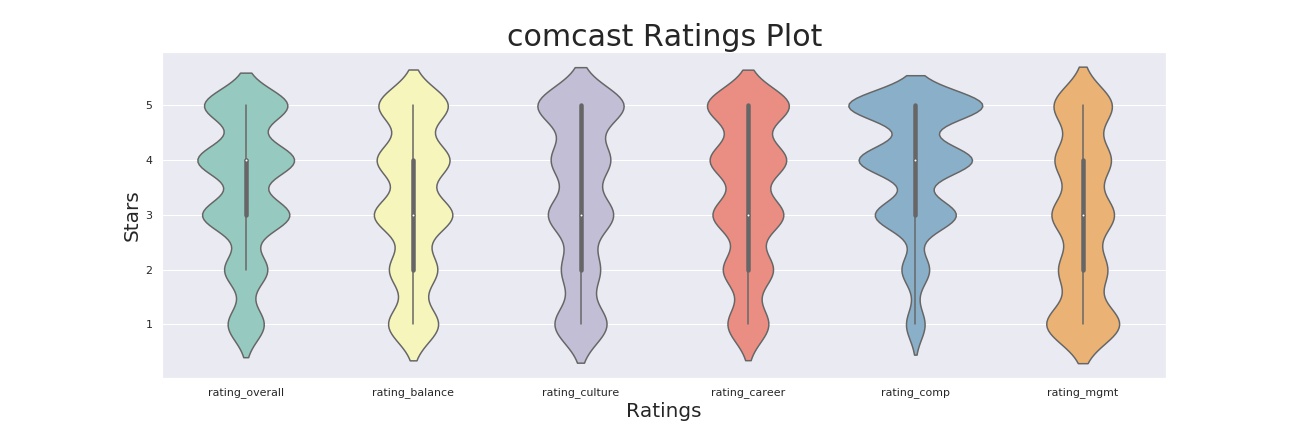 comcast Ratings Plot
5
4
3
2
1
Stars
rating_overall rating_balance rating_culture rating_career rating_comp rating_mgmt
Ratings